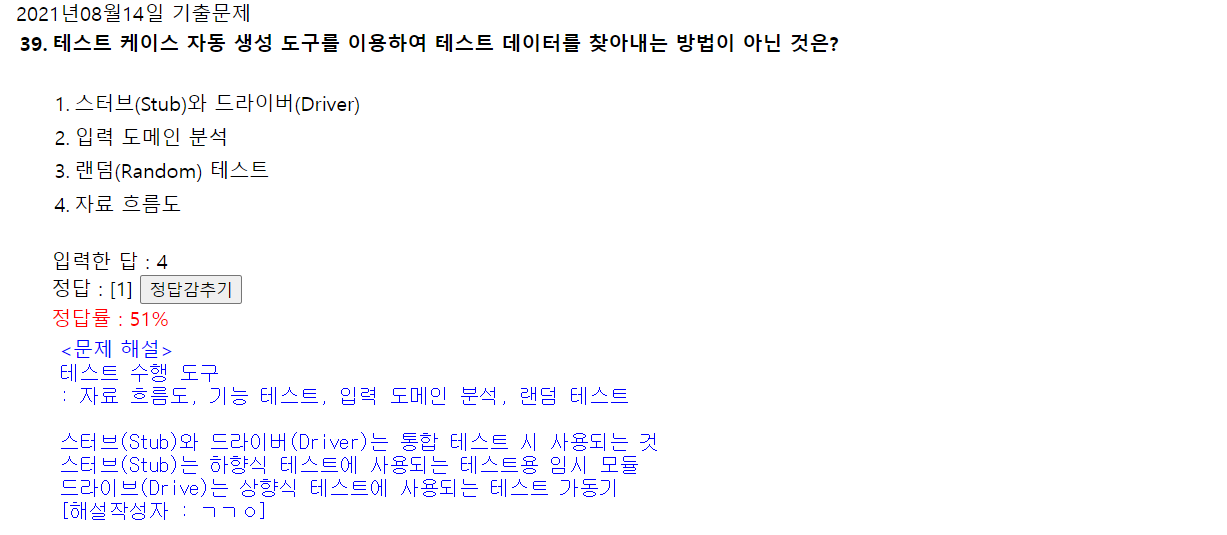 2021년08월14일 기출문제
39. 테스트 케이스 자동 생성 도구를 이용하여 테스트 데이터를 찾아내는 방법이 아닌 것은?
1. 스터브(Stub)와 드라이버(Driver)
2. 입력 도메인 분석
3. 랜덤(Random) 테스트
4. 자료 흐름도
입력한 답 : 4
정답 : [1] 정답감추기
정답률 : 51%
<문제 해설>
테스트 수행 도구
: 자료 흐름도, 기능 테스트, 입력 도메인 분석, 랜덤 테스트
스터브(Stub)와 드라이버(Driver)는 통합 테스트 시 사용되는 것
스터브(Stub)는 하향식 테스트에 사용되는 테스트용 임시 모듈
드라이브(Drive)는 상향식 테스트에 사용되는 테스트 가동기
[해설작성자 : ㄱㄱㅇ]